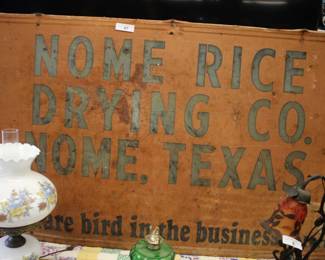 NOME RICE
DRYING CO.
NOME, TEXAS.
are bird in the business